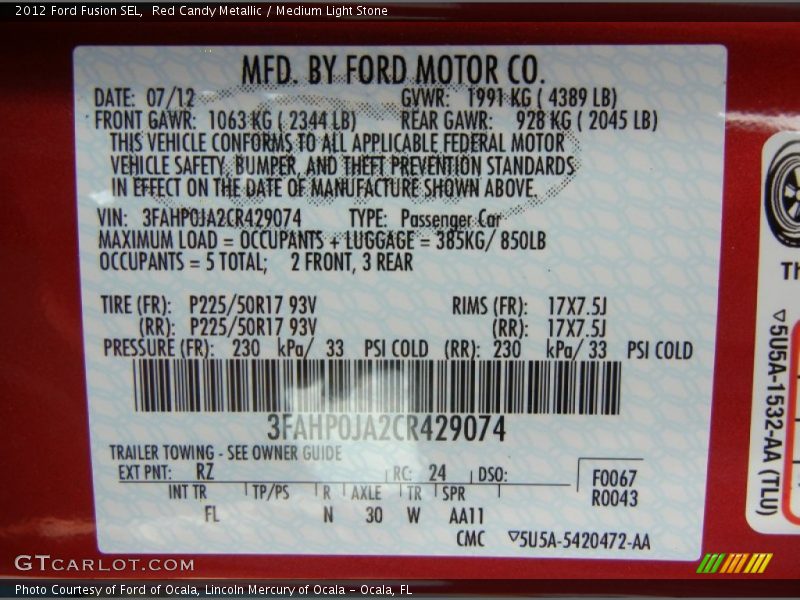 2012 Ford Fusion SEL, Red Candy Metallic / Medium Light Stone
MFD. BY FORD MOTOR CO.
DATE: 07/12 GVWR: 1991 KG ( 4389 LB)
FRONT GAWR: 1063 KG ( 2344 LB) REAR GAWR: 928 KG ( 2045 LB)
THIS VEHICLE CONFORMS TO ALL APPLICABLE FEDERAL MOTOR
VEHICLE SAFETY, BUMPER, AND THEFT PREVENTION STANDARDS
IN EFFECT ON THE DATE OF MANUFACTURE SHOWN ABOVE.
VIN: 3FAHP0JA2CR429074 TYPE: Passenger Car
MAXIMUM LOAD = OCCUPANTS + LUGGAGE = 385KG/ 850LB
OCCUPANTS = 5 TOTAL; 2 FRONT, 3 REAR
TIRE (FR): P225/50R17 93V RIMS (FR): 17X7.5J
(RR): P225/50R17 93V (RR): 17X7.5J
PRESSURE (FR): 230 kPa/ 33 PSI COLD (RR): 230 kPa/ 33 PSI COLD
3FAHP0JA2CR429074
TRAILER TOWING - SEE OWNER GUIDE
EXT PNT: RZ RC: 24 DSO: F0067
R0043
INT TR TP/PS R AXLE TR SPR
FL N 30 W AA11
CMC ▽5U5A-5420472-AA
Th
▽5U5A-1532-AA (TLU)
GTCARLOT.COM
Photo Courtesy of Ford of Ocala, Lincoln Mercury of Ocala - Ocala, FL